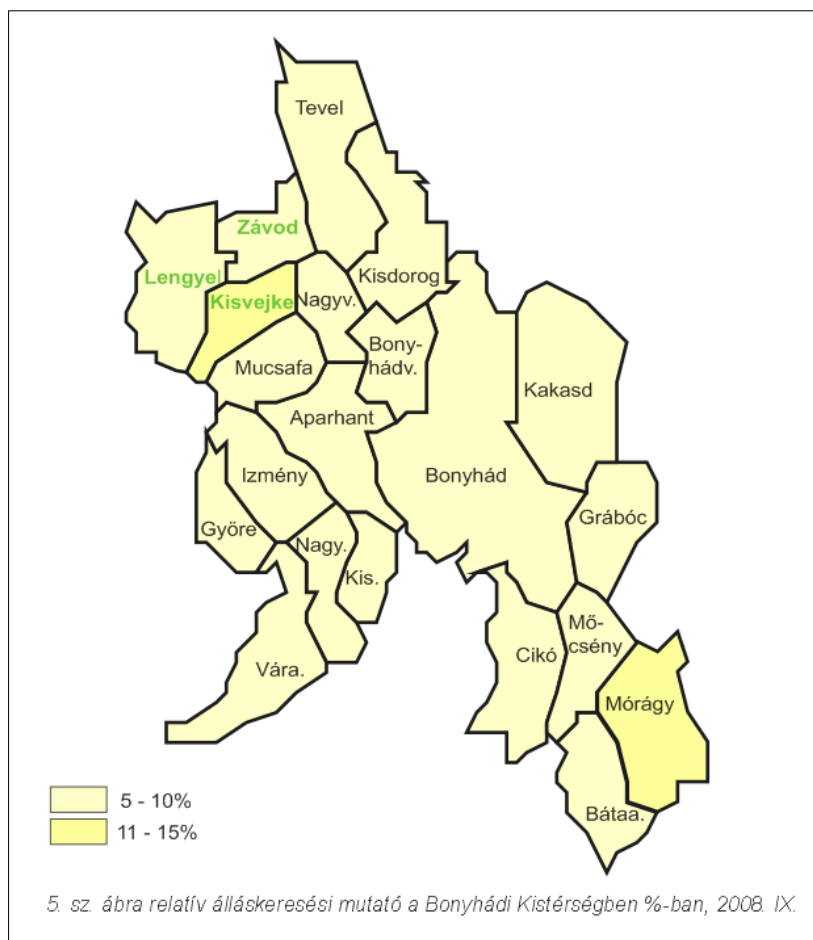 Tevel
Závod
Lengyel
Kisdorog
Kisvejke
Nagyv.
Bony-
hádv.
Mucsafa
Kakasd
Aparhant
Izmény
Bonyhád
Grábóc
Györe
Nagy.
Kis.
Mő-
csény
Cikó
Vára.
Mórágy
5 - 10%
Bátaa.
11 - 15%
5. sz. ábra relatív álláskeresési mutató a Bonyhádi Kistérségben %-ban, 2008. IX.